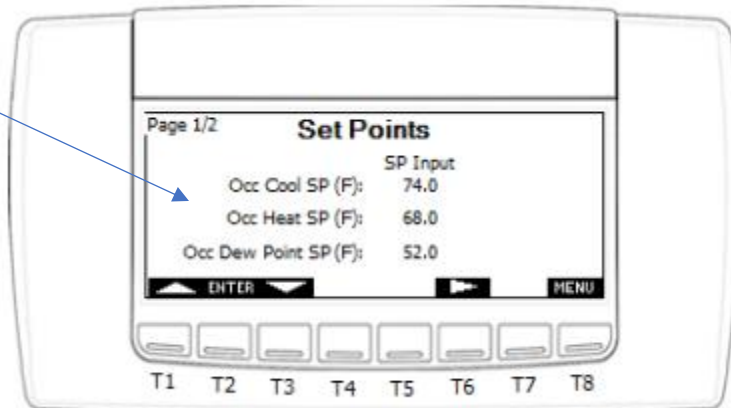 Page 1/2 Set Points
SP Input
Occ Cool SP (F): 74.0
Occ Heat SP (F): 68.0
Occ Dew Point SP (F): 52.0
ENTER MENU
T1 T2 T3 T4 T5 T6 T7 T8